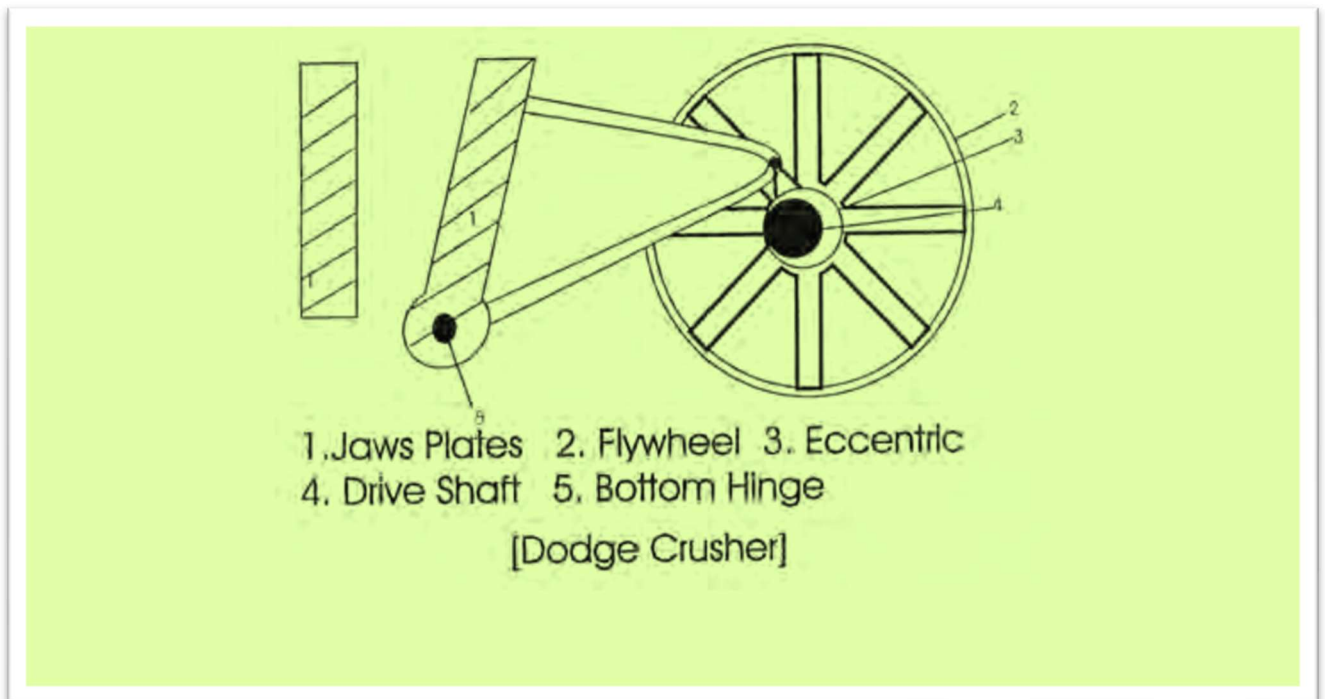 2
3
4
1
1
8
1.Jaws Plates 2. Flywheel 3. Eccentric
4. Drive Shaft 5. Bottom Hinge
[Dodge Crusher]